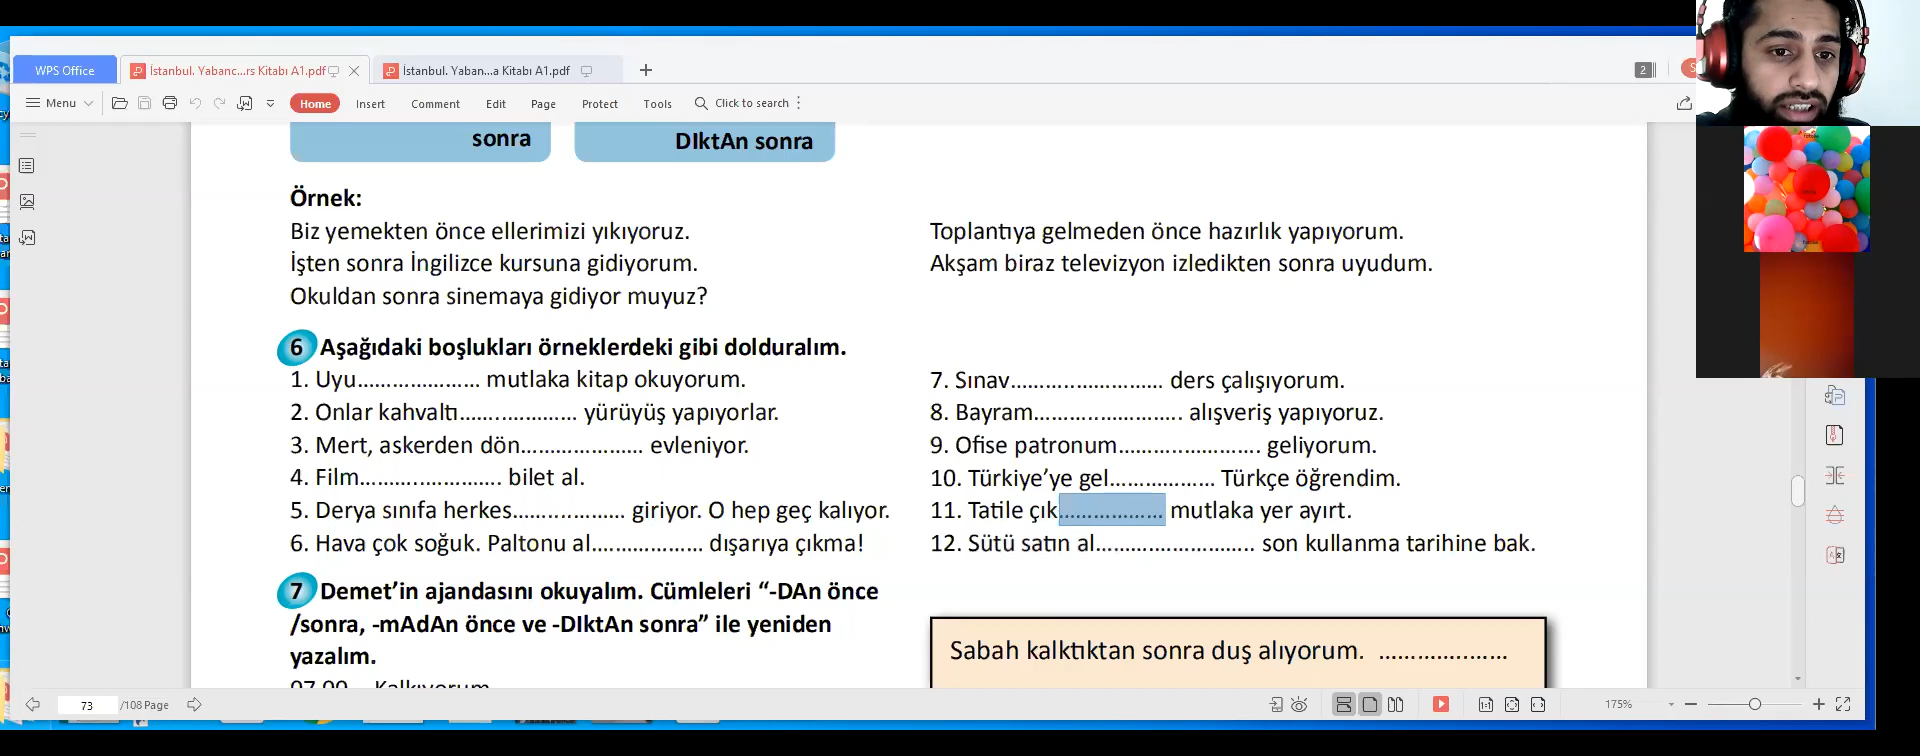 WPS Office
İstanbul. Yabanc...rs Kitabı A1.pdf
İstanbul. Yaban...a Kitabı A1.pdf
2
Menu
Home
Insert
Comment
Edit
Page
Protect
Tools
Click to search
sonra
DIktAn sonra
Örnek:
Biz yemekten önce ellerimizi yıkıyoruz.
İşten sonra İngilizce kursuna gidiyorum.
Okuldan sonra sinemaya gidiyor muyuz?
Toplantıya gelmeden önce hazırlık yapıyorum.
Akşam biraz televizyon izledikten sonra uyudum.
6 Aşağıdaki boşlukları örneklerdeki gibi dolduralım.
1. Uyu..................... mutlaka kitap okuyorum.
2. Onlar kahvaltı.................... yürüyüş yapıyorlar.
3. Mert, askerden dön..................... evleniyor.
4. Film........................ bilet al.
5. Derya sınıfa herkes................... giriyor. O hep geç kalıyor.
6. Hava çok soğuk. Paltonu al................... dışarıya çıkma!
7. Sınav.......................... ders çalışıyorum.
8. Bayram......................... alışveriş yapıyoruz.
9. Ofise patronum........................ geliyorum.
10. Türkiye’ye gel.................. Türkçe öğrendim.
11. Tatile çık.................. mutlaka yer ayırt.
12. Sütü satın al........................... son kullanma tarihine bak.
7 Demet’in ajandasını okuyalım. Cümleleri “-DAn önce
/sonra, -mAdAn önce ve -DIktAn sonra” ile yeniden
yazalım.
07.00 Kalkıyorum
Sabah kalktıktan sonra duş alıyorum. ......................
73
/108 Page
175%